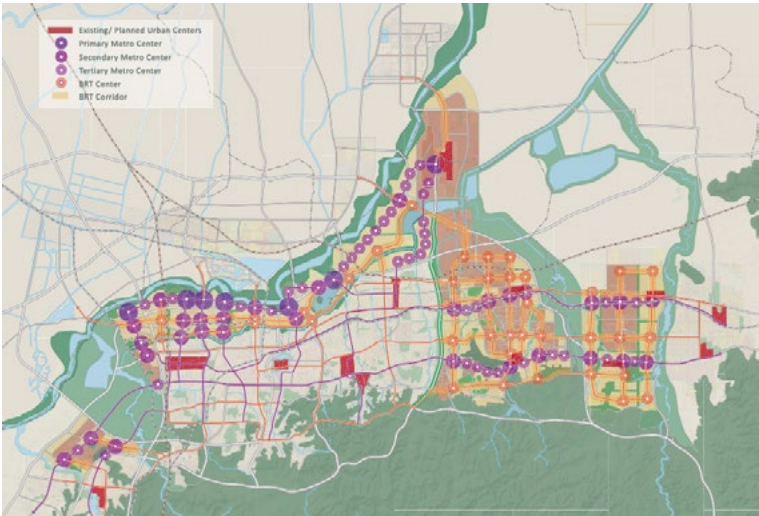 Existing/ Planned Urban Centers
Primary Metro Center
Secondary Metro Center
Tertiary Metro Center
BRT Center
BRT Corridor